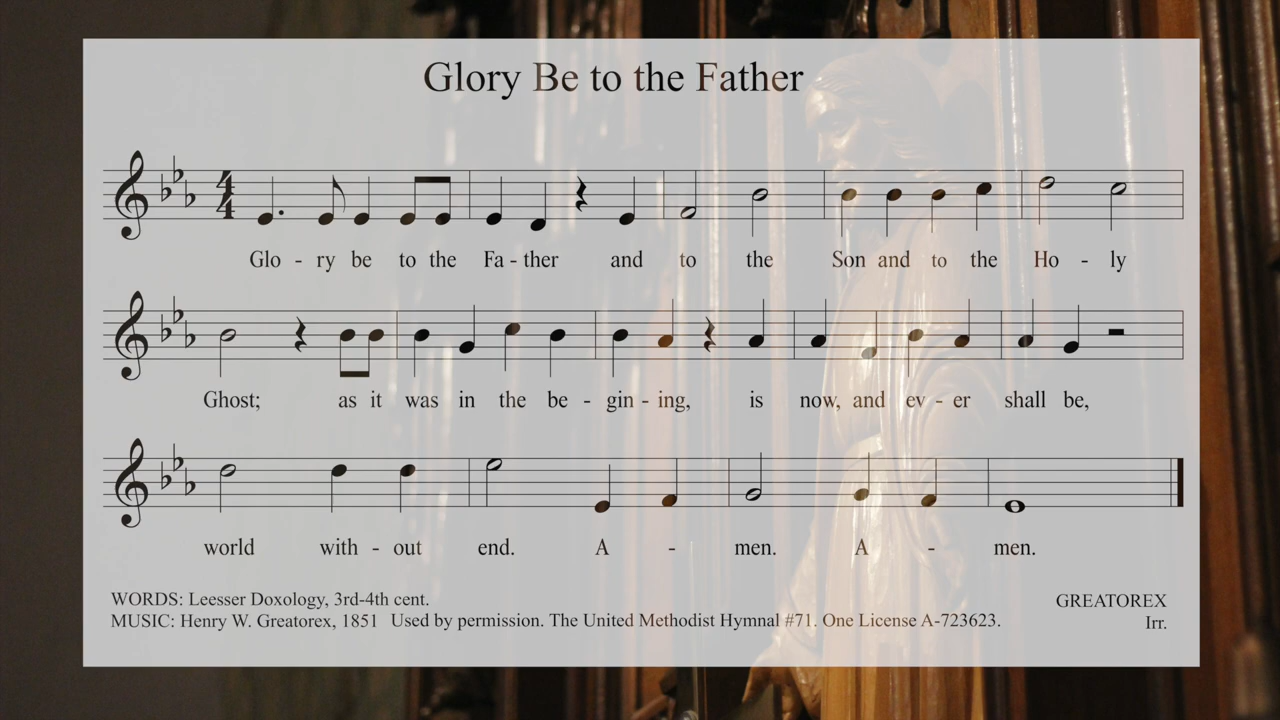 Glory Be to the Father
4
4
Glo - ry be to the Fa - ther and to the Son and to the Ho - ly
Ghost; as it was in the be - gin - ing, is now, and ev - er shall be,
world with - out end. A - men. A - men.
WORDS: Leesser Doxology, 3rd-4th cent.
GREATOREX
MUSIC: Henry W. Greatorex, 1851 Used by permission. The United Methodist Hymnal #71. One License A-723623.
Irr.